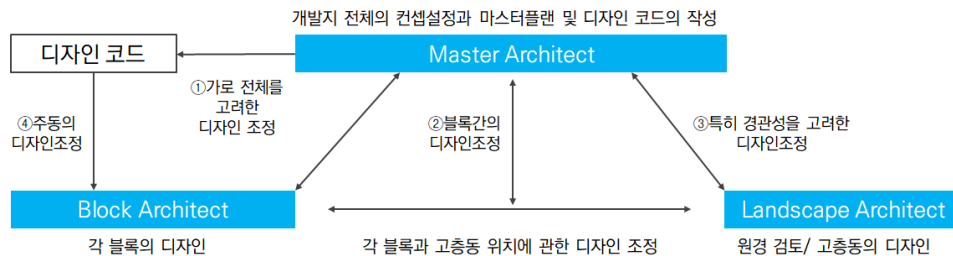 개발지 전체의 컨셉설정과 마스터플랜 및 디자인 코드의 작성
디자인 코드
Master Architect
①가로 전체를
고려한
디자인 조정
④주동의
디자인조정
②블록간의
디자인조정
③특히 경관성을 고려한
디자인조정
Block Architect
Landscape Architect
각 블록의 디자인
각 블록과 고층동 위치에 관한 디자인 조정
원경 검토/ 고층동의 디자인